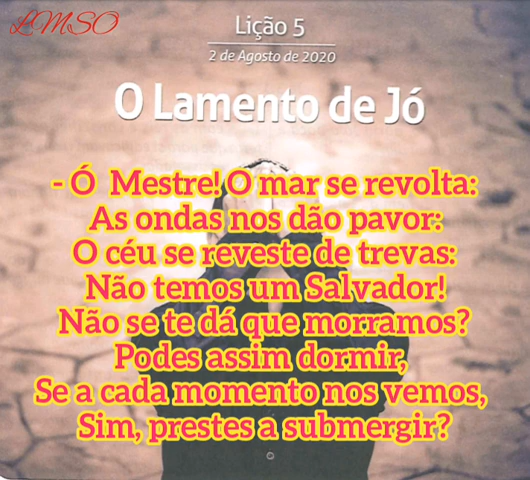 LMSO
Lição 5
2 de Agosto de 2020
O Lamento de Jó
- Ó Mestre! O mar se revolta:
As ondas nos dão pavor:
O céu se reveste de trevas:
Não temos um Salvador!
Não se te dá que morramos?
Podes assim dormir,
Se a cada momento nos vemos,
Sim, prestes a submergir?